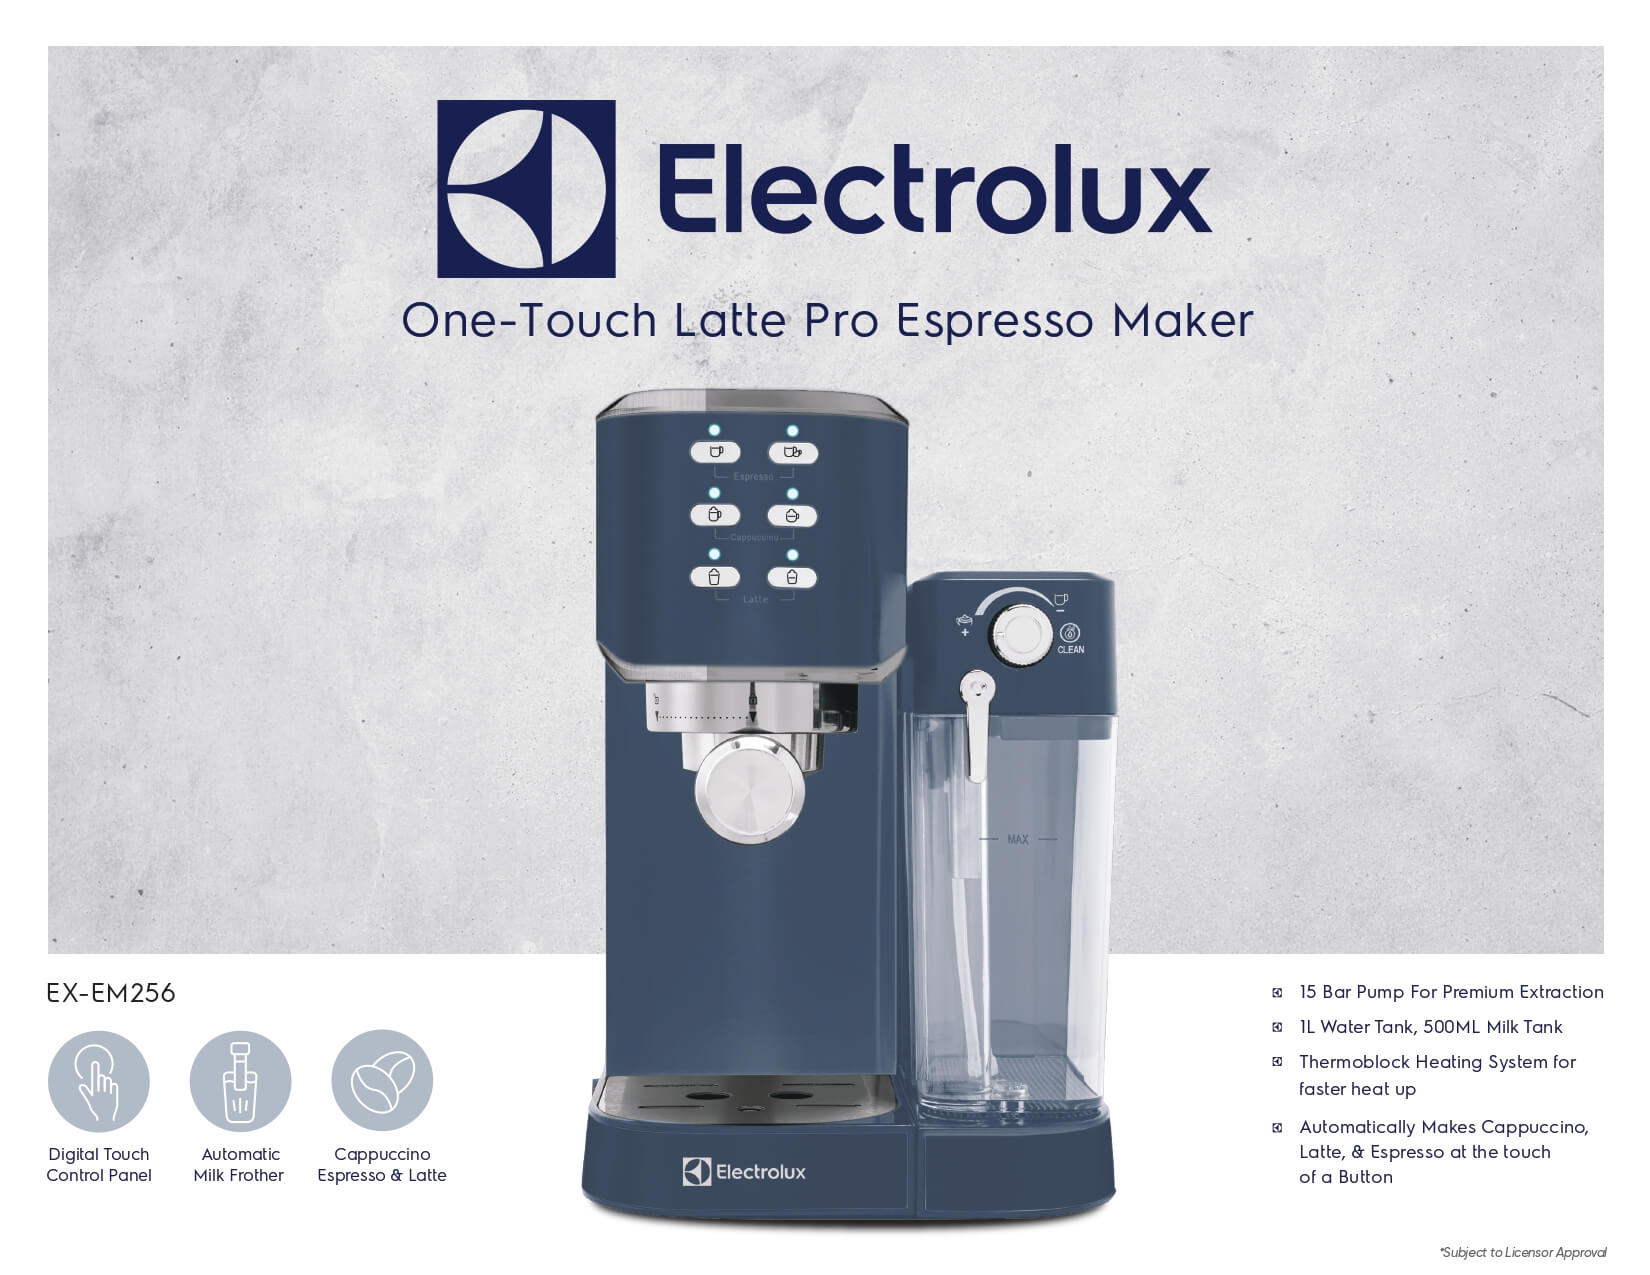 Electrolux
One-Touch Latte Pro Espresso Maker
Espresso
Cappuccino
Latte
CLEAN
MAX
Electrolux
EX-EM256
Digital Touch
Control Panel
Automatic
Milk Frother
Cappuccino
Espresso & Latte
15 Bar Pump For Premium Extraction
1L Water Tank, 500ML Milk Tank
Thermoblock Heating System for
faster heat up
Automatically Makes Cappuccino,
Latte, & Espresso at the touch
of a Button
*Subject to Licensor Approval